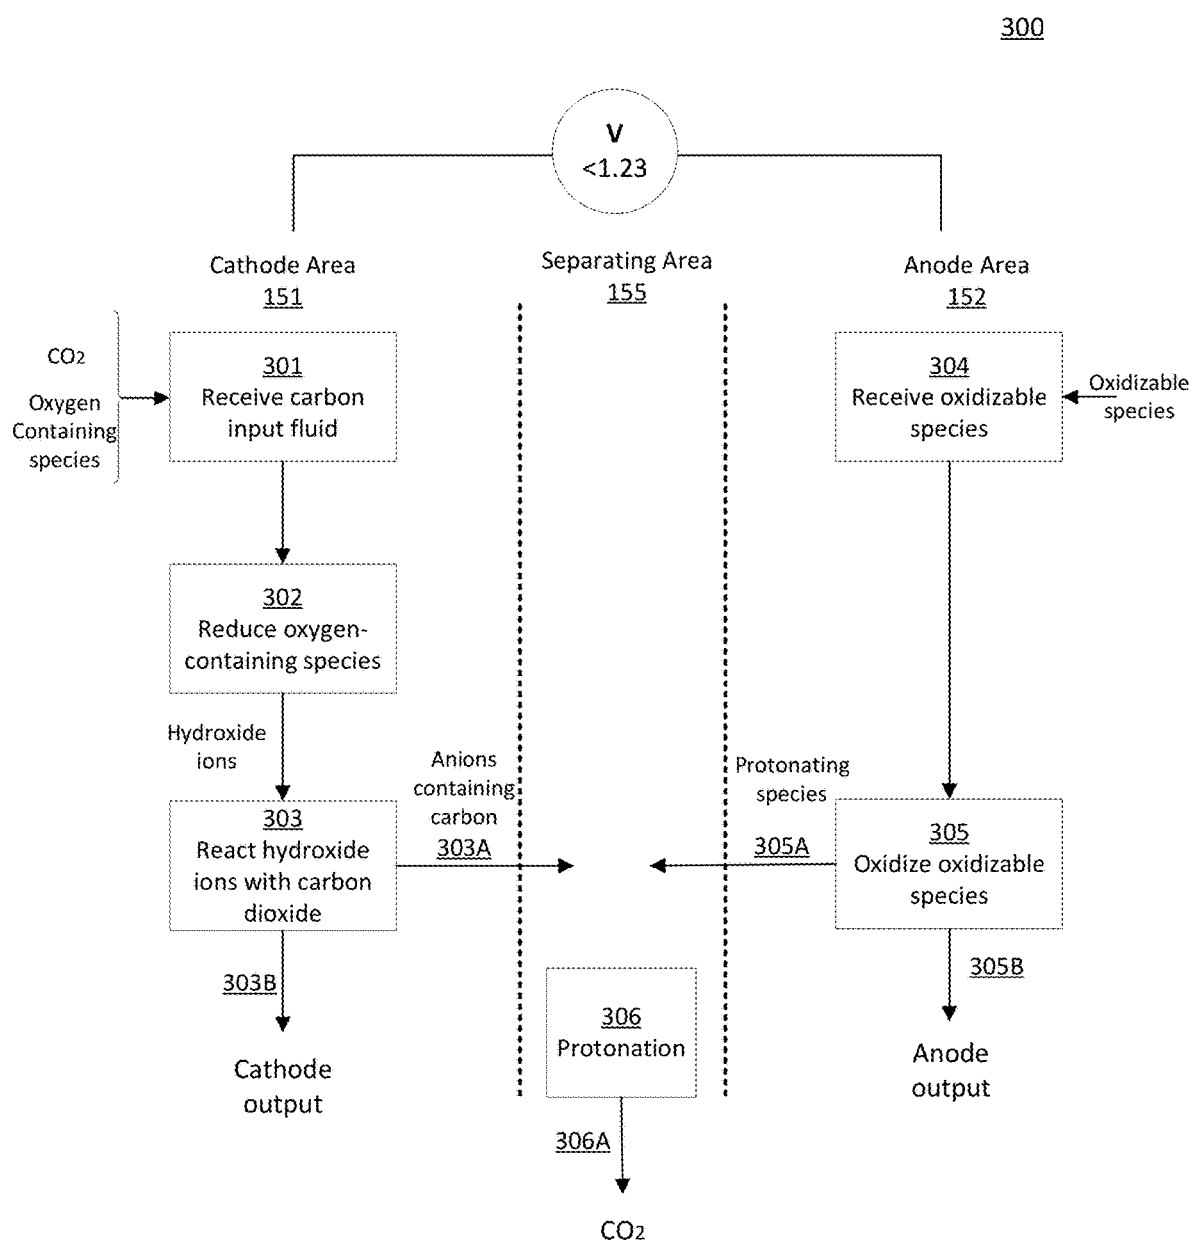 300
V
<1.23
Cathode Area
151
Separating Area
155
Anode Area
152
CO2
Oxygen
Containing
species
301
Receive carbon
input fluid
304
Receive oxidizable
species
Oxidizable
species
302
Reduce oxygen-
containing species
Hydroxide
ions
Anions
containing
carbon
303A
Protonating
species
305A
303
React hydroxide
ions with carbon
dioxide
305
Oxidize oxidizable
species
303B
305B
306
Protonation
Cathode
output
Anode
output
306A
CO2